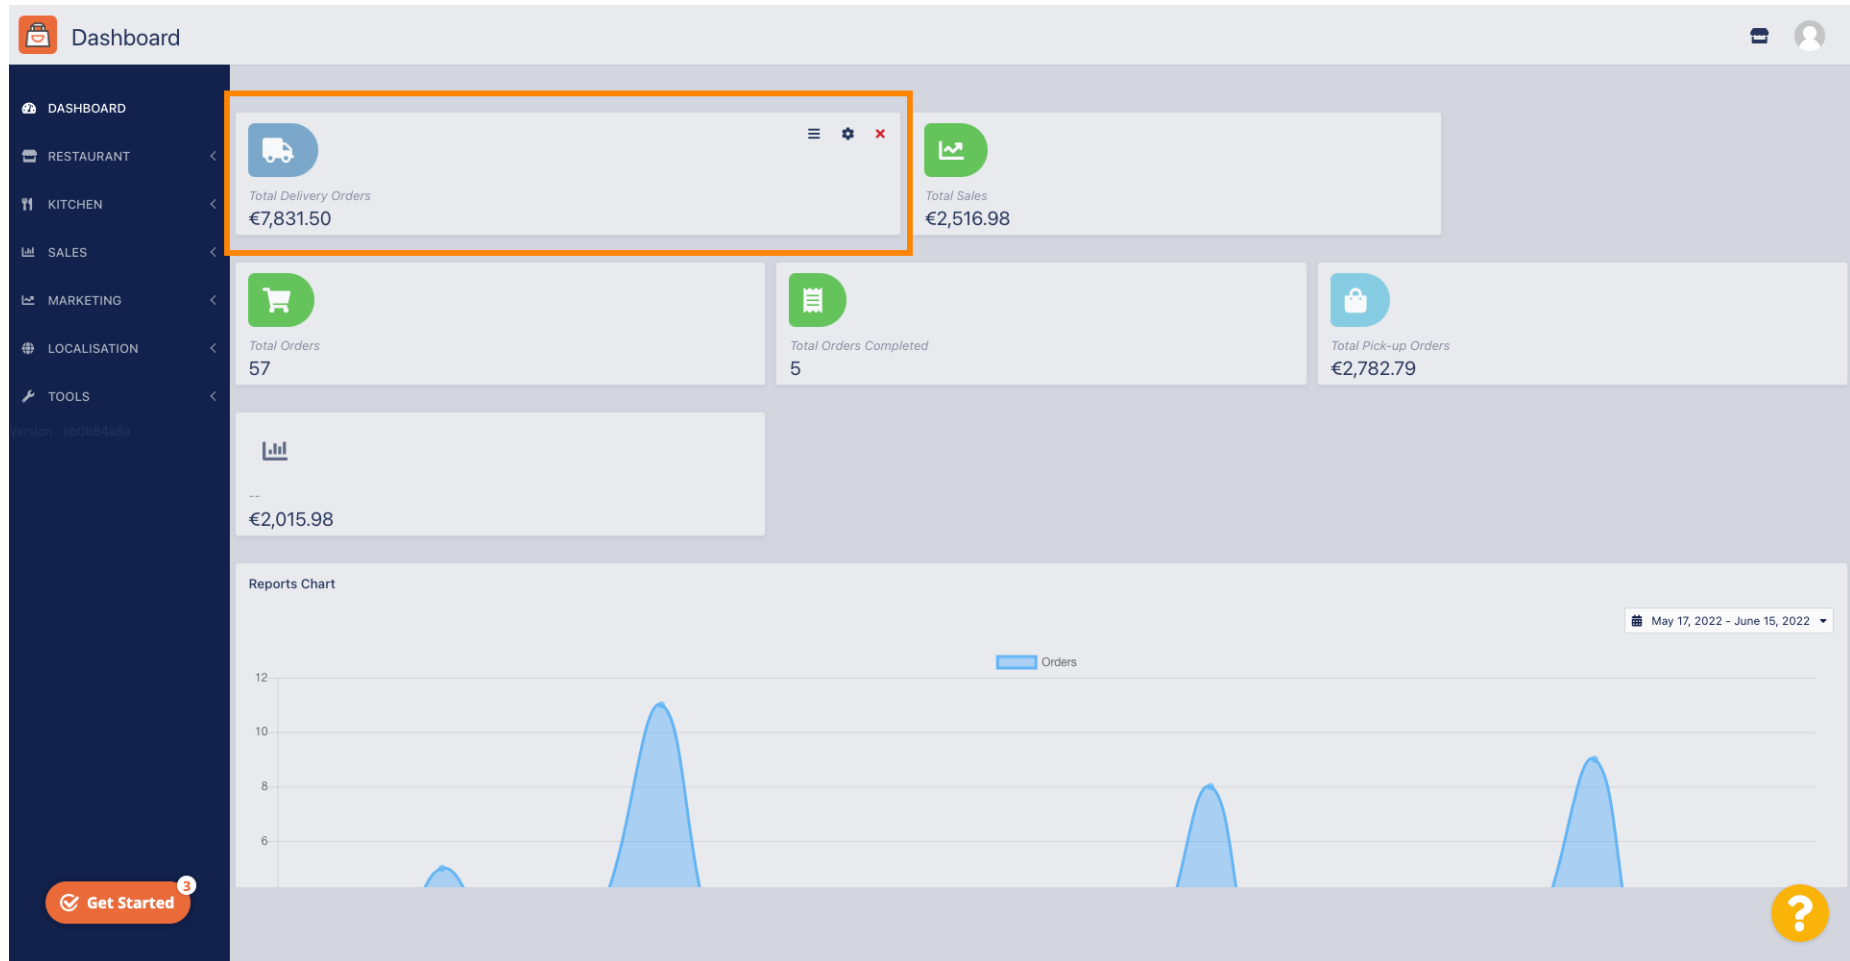 Dashboard
DASHBOARD
RESTAURANT
KITCHEN
SALES
MARKETING
LOCALISATION
TOOLS
Version : eb0b84a8a
Total Delivery Orders
€7,831.50
Total Sales
€2,516.98
Total Orders
57
Total Orders Completed
5
Total Pick-up Orders
€2,782.79
--
€2,015.98
Reports Chart
May 17, 2022 - June 15, 2022
Orders
12
10
8
6
3
Get Started
?